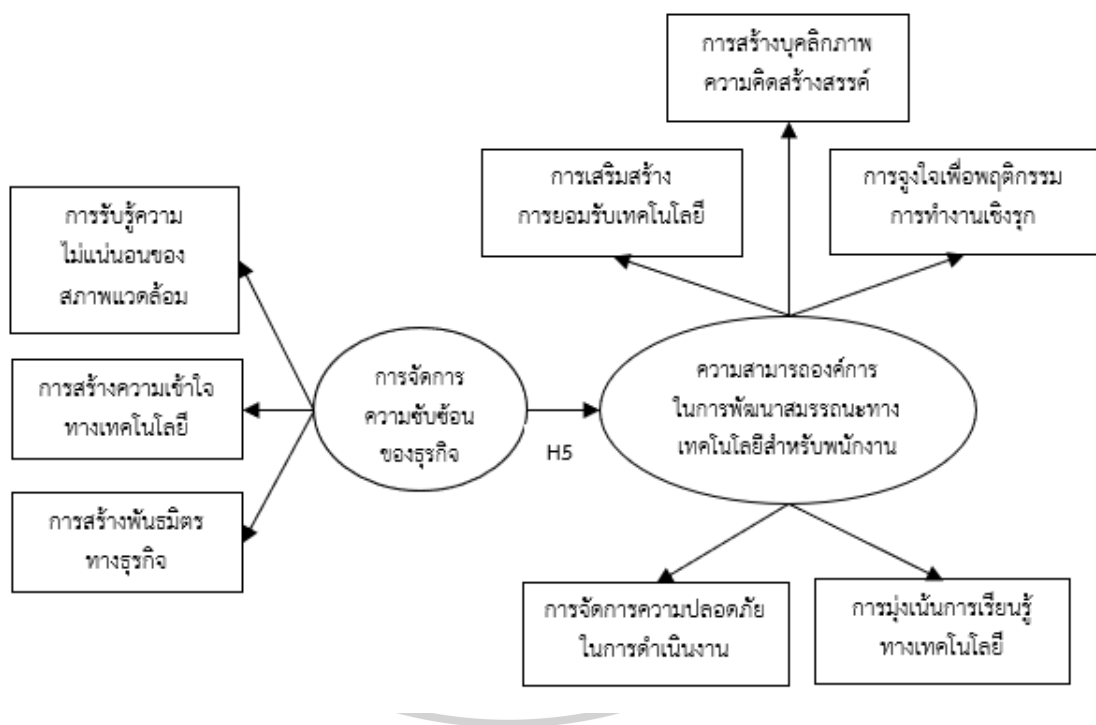 การสร้างบุคลิกภาพ
ความคิดสร้างสรรค์
การเสริมสร้าง
การยอมรับเทคโนโลยี
การจูงใจเพื่อพฤติกรรม
การทำงานเชิงรุก
การรับรู้ความ
ไม่แน่นอนของ
สภาพแวดล้อม
การสร้างความเข้าใจ
ทางเทคโนโลยี
การสร้างพันธมิตร
ทางธุรกิจ
การจัดการ
ความซับซ้อน
ของธุรกิจ
H5
ความสามารถองค์การ
ในการพัฒนาสมรรถนะทาง
เทคโนโลยีสำหรับพนักงาน
การจัดการความปลอดภัย
ในการดำเนินงาน
การมุ่งเน้นการเรียนรู้
ทางเทคโนโลยี